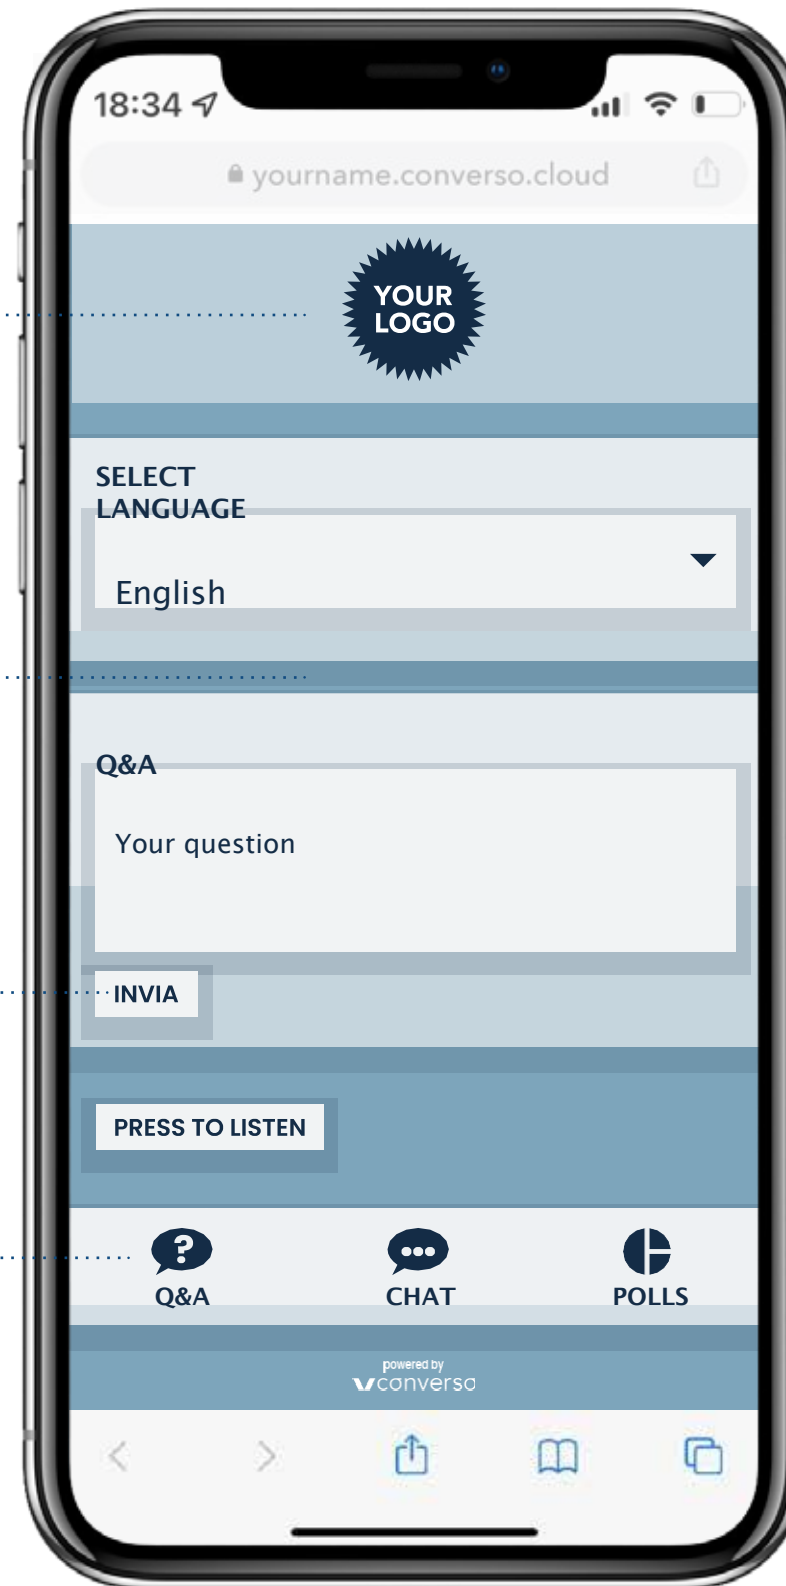 18:34
yourname.converso.cloud
YOUR
LOGO
SELECT
LANGUAGE
English
Q&A
Your question
INVIA
PRESS TO LISTEN
Q&A
CHAT
POLLS
powered by
converso